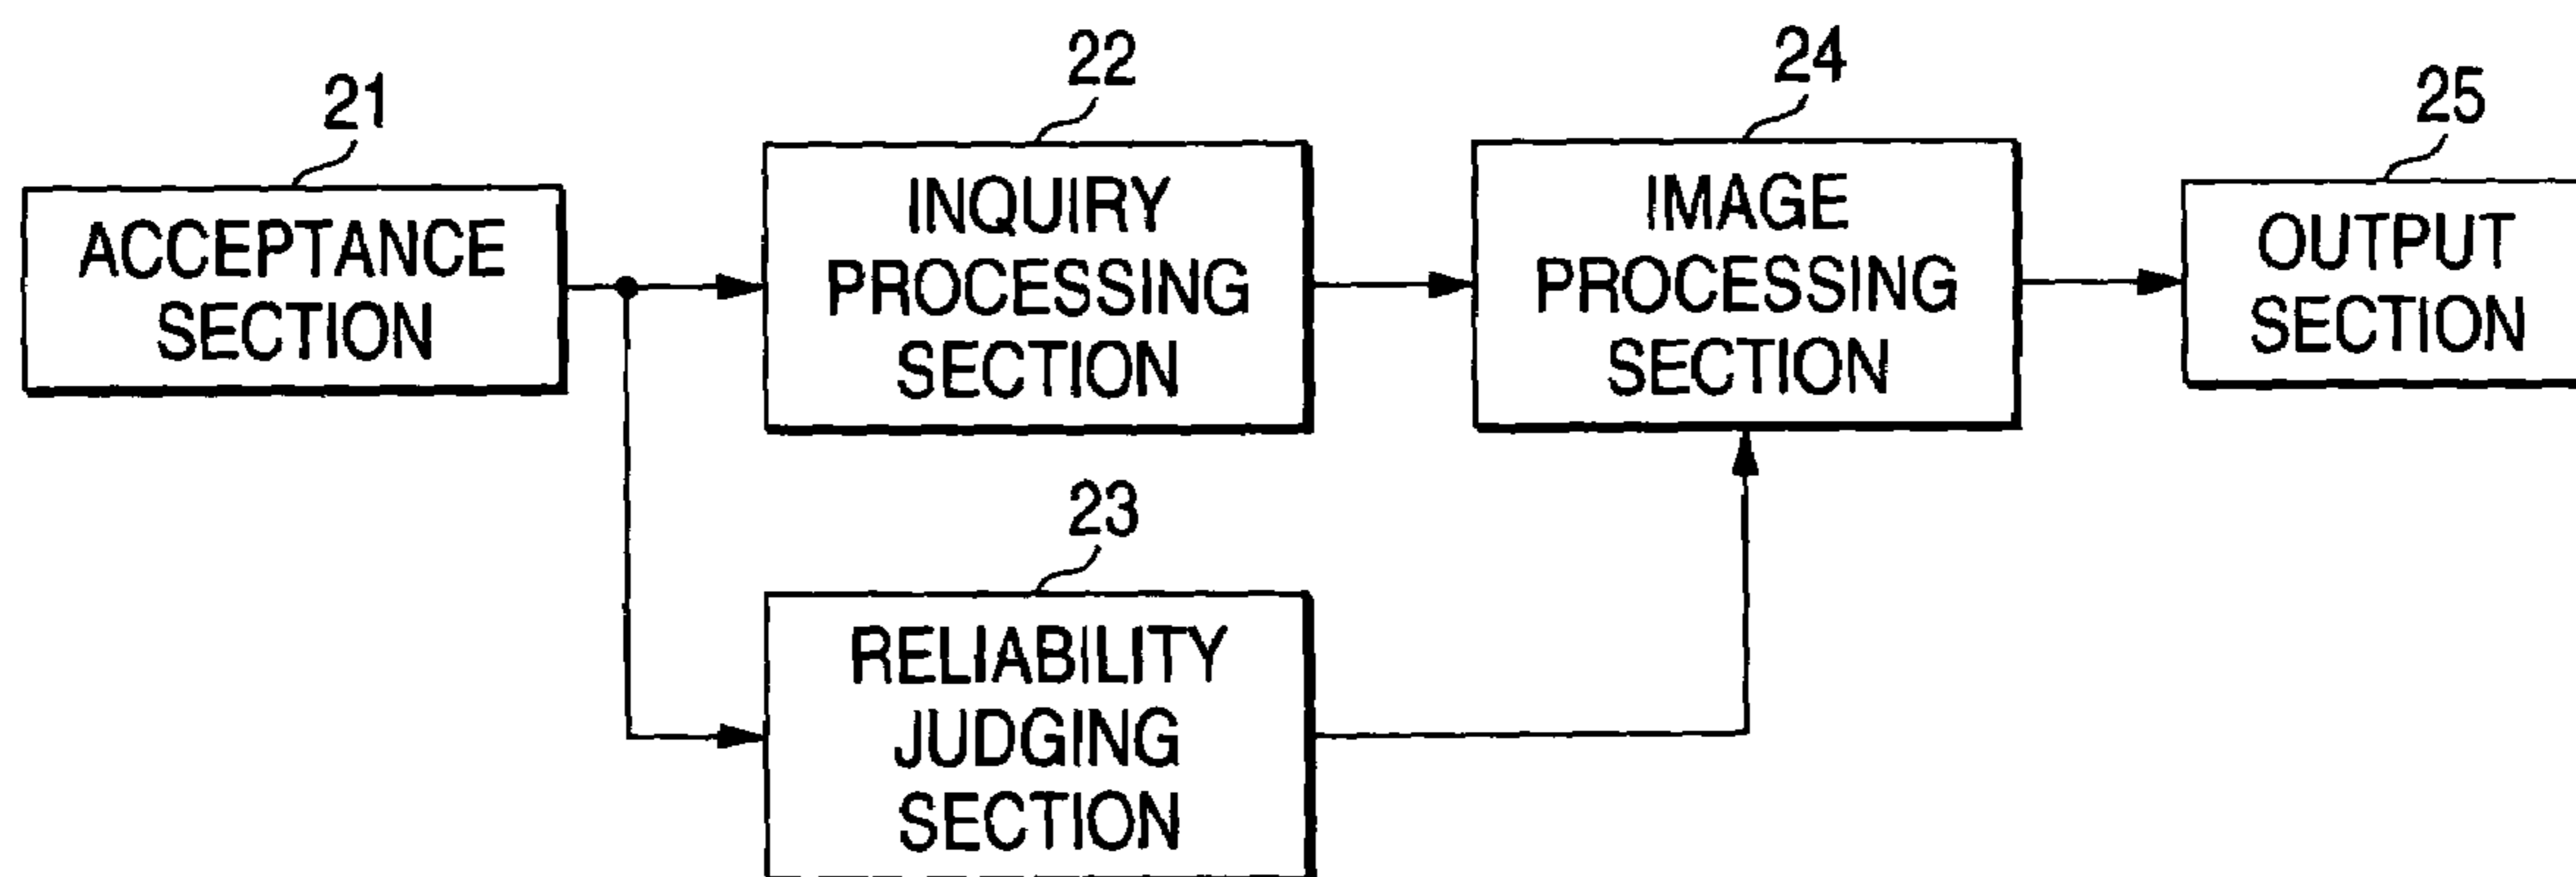 21
ACCEPTANCE
SECTION
22
INQUIRY
PROCESSING
SECTION
23
RELIABILITY
JUDGING
SECTION
24
IMAGE
PROCESSING
SECTION
25
OUTPUT
SECTION